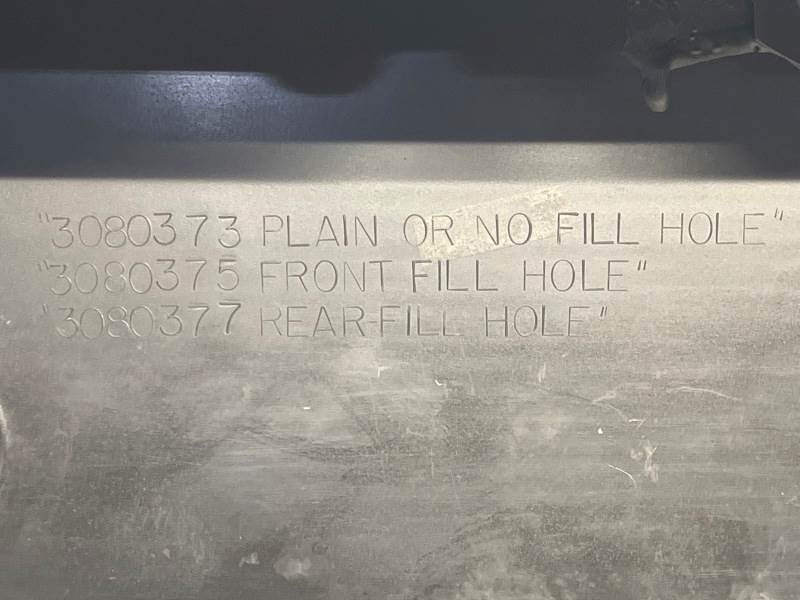 "3080373 PLAIN OR NO FILL HOLE"
"3080375 FRONT FILL HOLE"
"3080377 REAR-FILL HOLE"